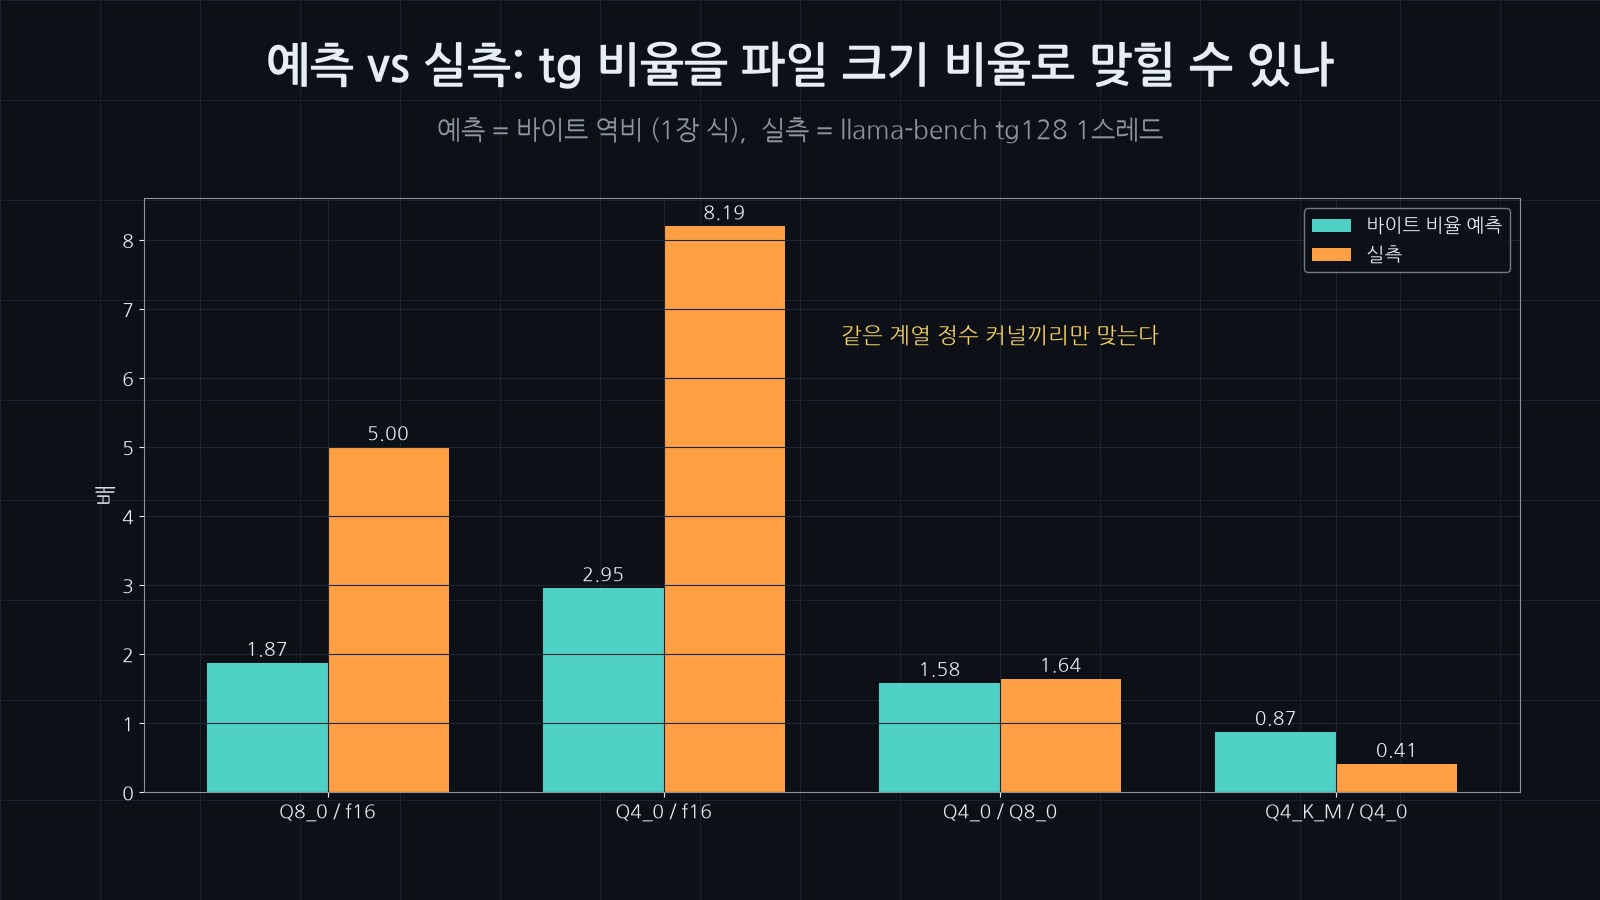 예측 vs 실측: tg 비율을 파일 크기 비율로 맞힐 수 있나
예측 = 바이트 역비 (1장 식),  실측 = llama-bench tg128 1스레드
바이트 비율 예측
실측
같은 계열 정수 커널끼리만 맞는다
배
8
7
6
5
4
3
2
1
0
1.87
5.00
2.95
8.19
1.58
1.64
0.87
0.41
Q8_0 / f16
Q4_0 / f16
Q4_0 / Q8_0
Q4_K_M / Q4_0